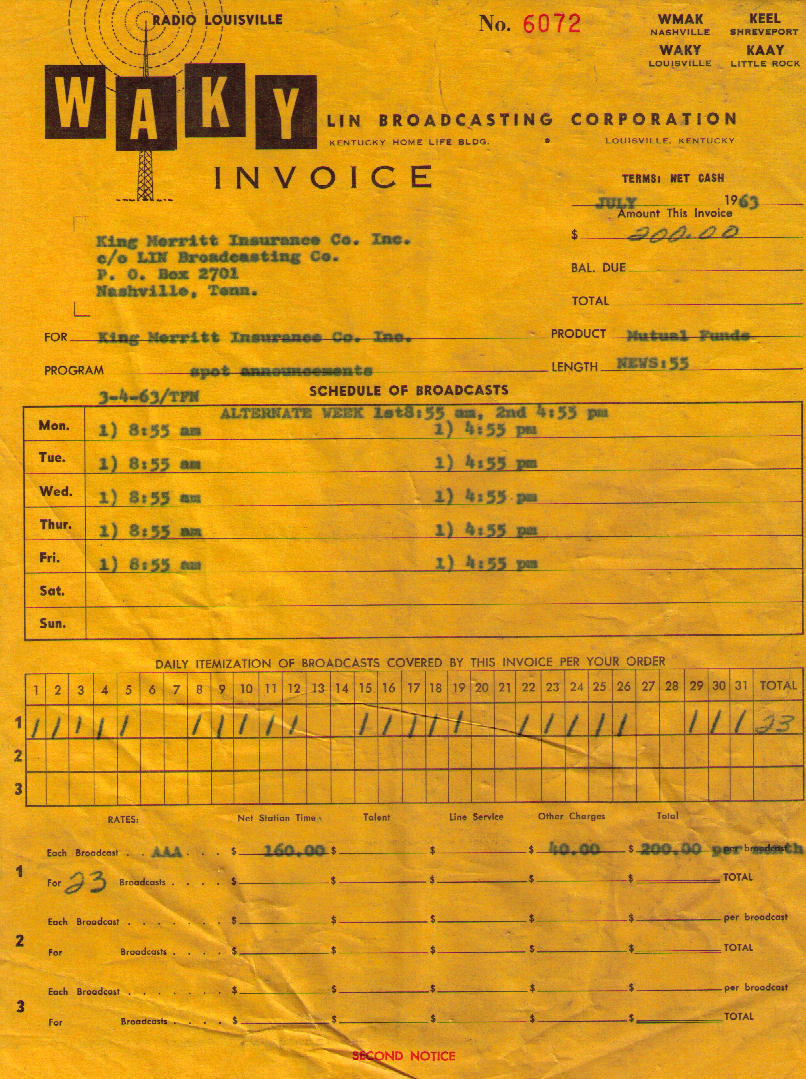 RADIO LOUISVILLE
No. 6072
WMAK NASHVILLE KEEL SHREVEPORT
WAKY LOUISVILLE KAAY LITTLE ROCK
WAKY
LIN BROADCASTING CORPORATION
KENTUCKY HOME LIFE BLDG. • LOUISVILLE, KENTUCKY
INVOICE
TERMS: NET CASH
JULY 1963
Amount This Invoice
$ 200.00
BAL. DUE
TOTAL
King Merritt Insurance Co. Inc.
c/o LIN Broadcasting Co.
P. O. Box 2701
Nashville, Tenn.
FOR King Merritt Insurance Co. Inc. PRODUCT Mutual Funds
PROGRAM spot announcements LENGTH NEWS:55
3-4-63/TFN SCHEDULE OF BROADCASTS
ALTERNATE WEEK 1st8:55 am, 2nd 4:55 pm
Mon. 1) 8:55 am 1) 4:55 pm
Tue. 1) 8:55 am 1) 4:55 pm
Wed. 1) 8:55 am 1) 4:55 pm
Thur. 1) 8:55 am 1) 4:55 pm
Fri. 1) 8:55 am 1) 4:55 pm
Sat.
Sun.
DAILY ITEMIZATION OF BROADCASTS COVERED BY THIS INVOICE PER YOUR ORDER
1 2 3 4 5 6 7 8 9 10 11 12 13 14 15 16 17 18 19 20 21 22 23 24 25 26 27 28 29 30 31 TOTAL
1 / / / / / / / / / / / / / / / / / / / / / / / 23
2
3
RATES: Net Station Time Talent Line Service Other Charges Total
1 Each Broadcast . . AAA . . . $ 160.00 $ $ $ 40.00 $ 200.00 per month per broadcast
For 23 Broadcasts . . . . $ $ $ $ $ TOTAL
2 Each Broadcast . . . . . . . $ $ $ $ $ per broadcast
For Broadcasts . . . . $ $ $ $ $ TOTAL
3 Each Broadcast . . . . . . . $ $ $ $ $ per broadcast
For Broadcasts . . . . $ $ $ $ $ TOTAL
SECOND NOTICE